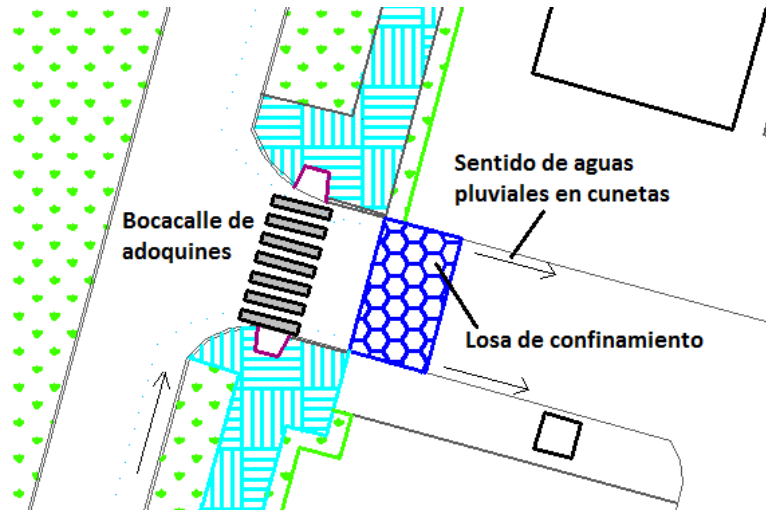 Sentido de aguas
pluviales en cunetas
Bocacalle de
adoquines
Losa de confinamiento